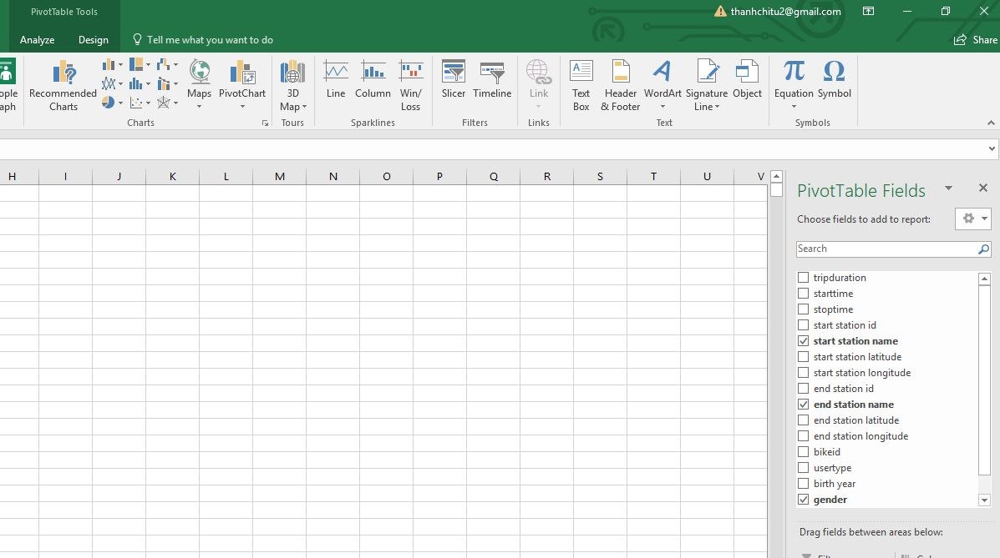 PivotTable Tools
thanhchitu2@gmail.com
Analyze Design Tell me what you want to do
Share
Recommended Charts
Maps
PivotChart
3D Map
Line
Column
Win/ Loss
Slicer
Timeline
Link
Text Box
Header & Footer
WordArt
Signature Line
Object
Equation
Symbol
Charts
Tours
Sparklines
Filters
Links
Text
Symbols
H I J K L M N O P Q R S T U V
PivotTable Fields
Choose fields to add to report:
Search
tripduration
starttime
stoptime
start station id
start station name
start station latitude
start station longitude
end station id
end station name
end station latitude
end station longitude
bikeid
usertype
birth year
gender
Drag fields between areas below: